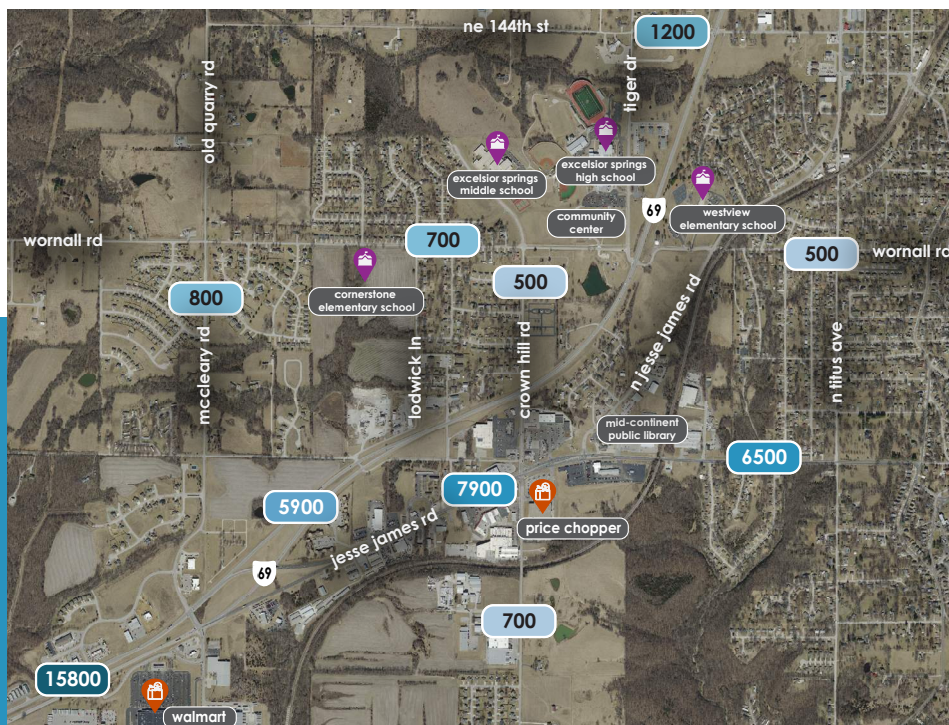 ne 144th st
1200
old quarry rd
tiger dr
excelsior springs
middle school
excelsior springs
high school
community
center
69
westview
elementary school
wornall rd
700
500
500
wornall rd
cornerstone
elementary school
800
mccleary rd
lodwick ln
crown hill rd
n jesse james rd
n titus ave
mid-continent
public library
6500
5900
7900
price chopper
jesse james rd
69
700
15800
walmart